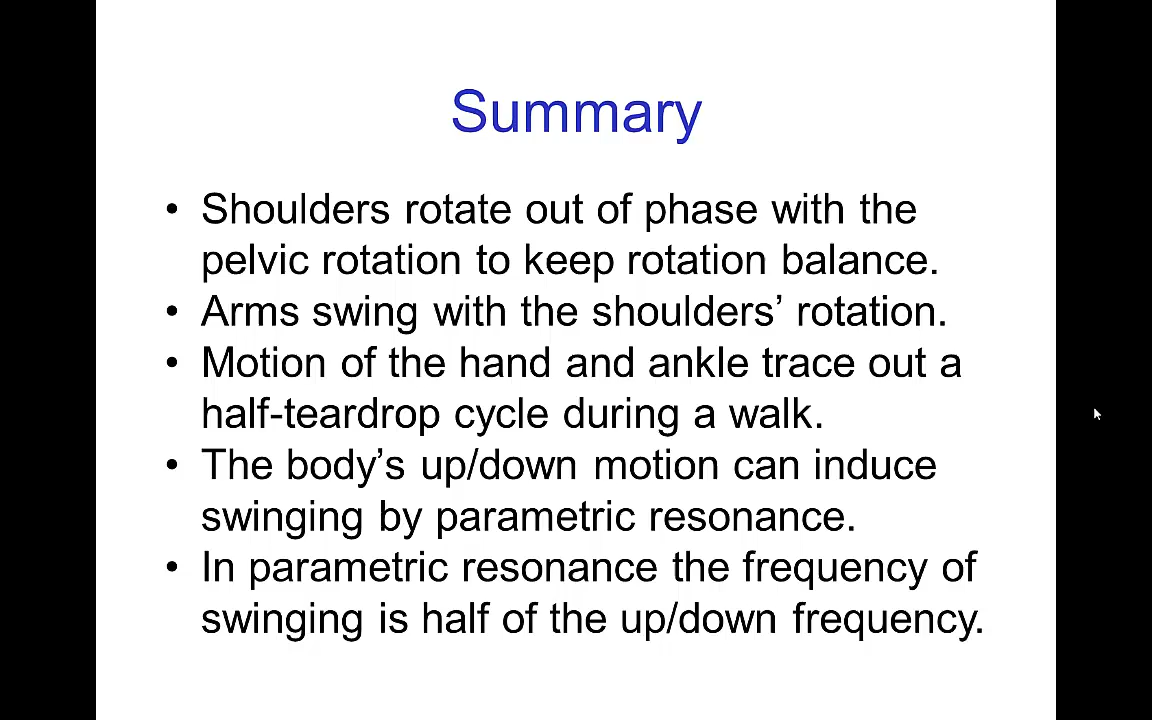 Summary
• Shoulders rotate out of phase with the
pelvic rotation to keep rotation balance.
• Arms swing with the shoulders’ rotation.
• Motion of the hand and ankle trace out a
half-teardrop cycle during a walk.
• The body’s up/down motion can induce
swinging by parametric resonance.
• In parametric resonance the frequency of
swinging is half of the up/down frequency.